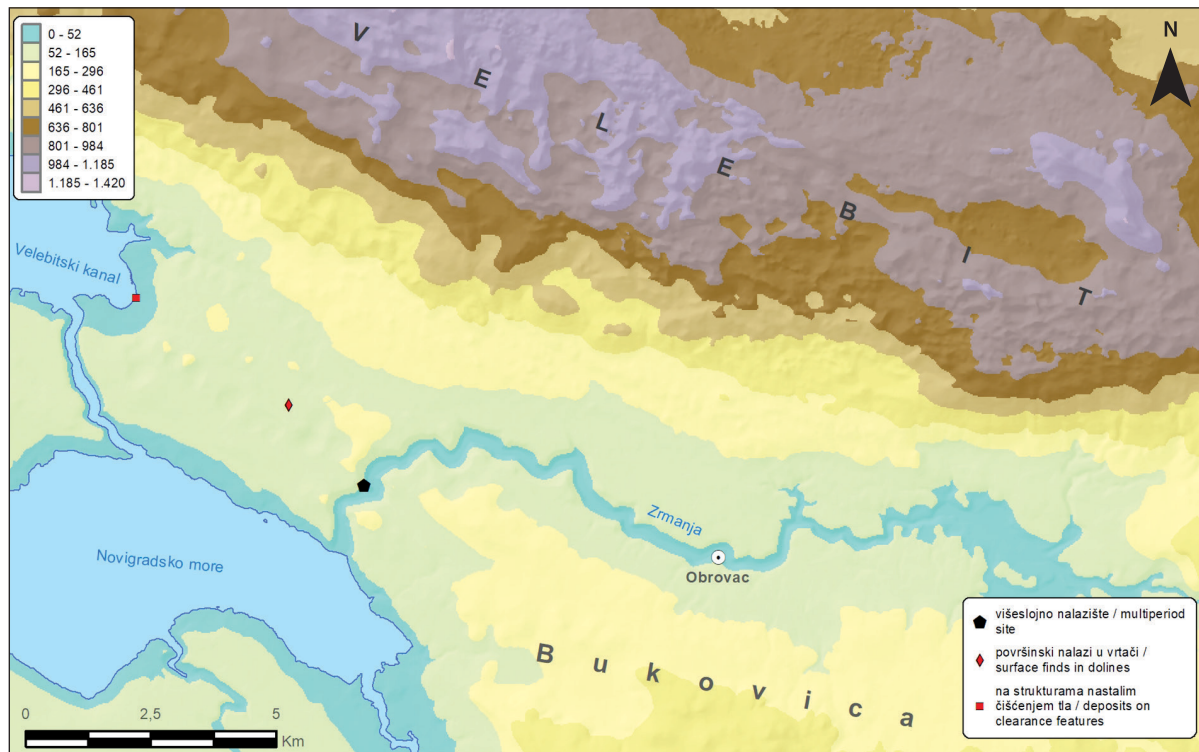 0 - 52
52 - 165
165 - 296
296 - 461
461 - 636
636 - 801
801 - 984
984 - 1.185
1.185 - 1.420
N
VELEBIT
Velebitski kanal
Zrmanja
Novigradsko more
Obrovac
Bukovica
višeslojno nalazište / multiperiod
site
površinski nalazi u vrtači /
surface finds in dolines
na strukturama nastalim
čišćenjem tla / deposits on
clearance features
0 2,5 5
Km